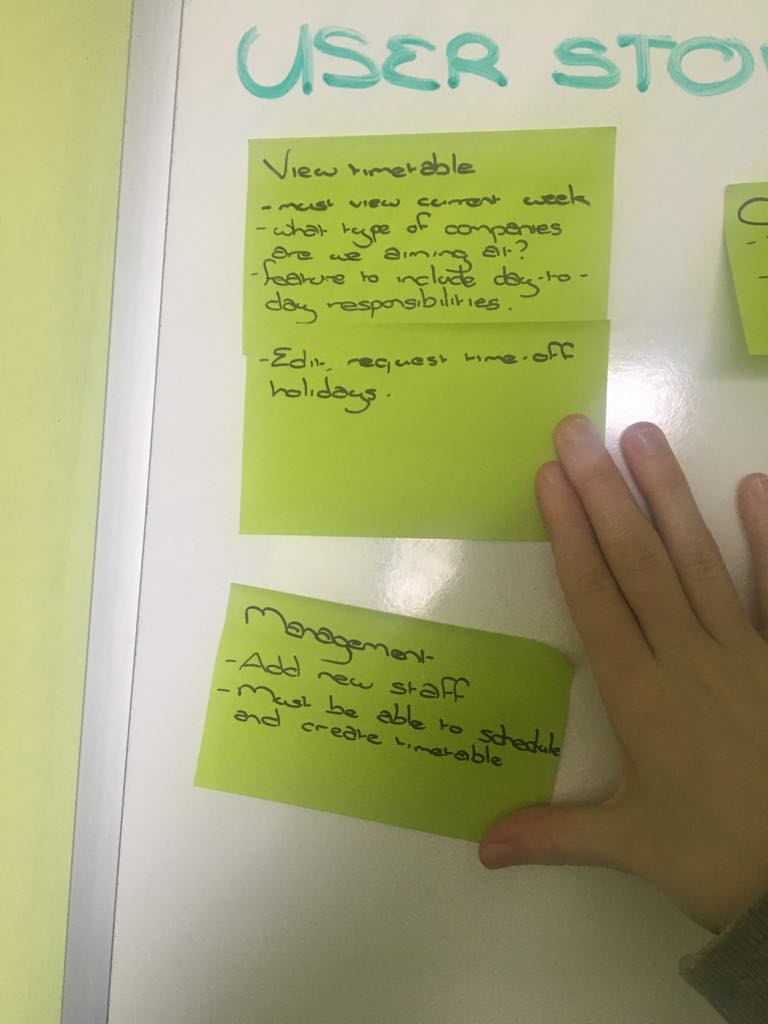 USER STO
View timetable
- must view current week
- what type of companies
are we aiming at?
- feature to include day-to-
day responsibilities.
- Edit, request time-off
holidays.
Management
- Add new staff
- Must be able to schedule
and create timetable